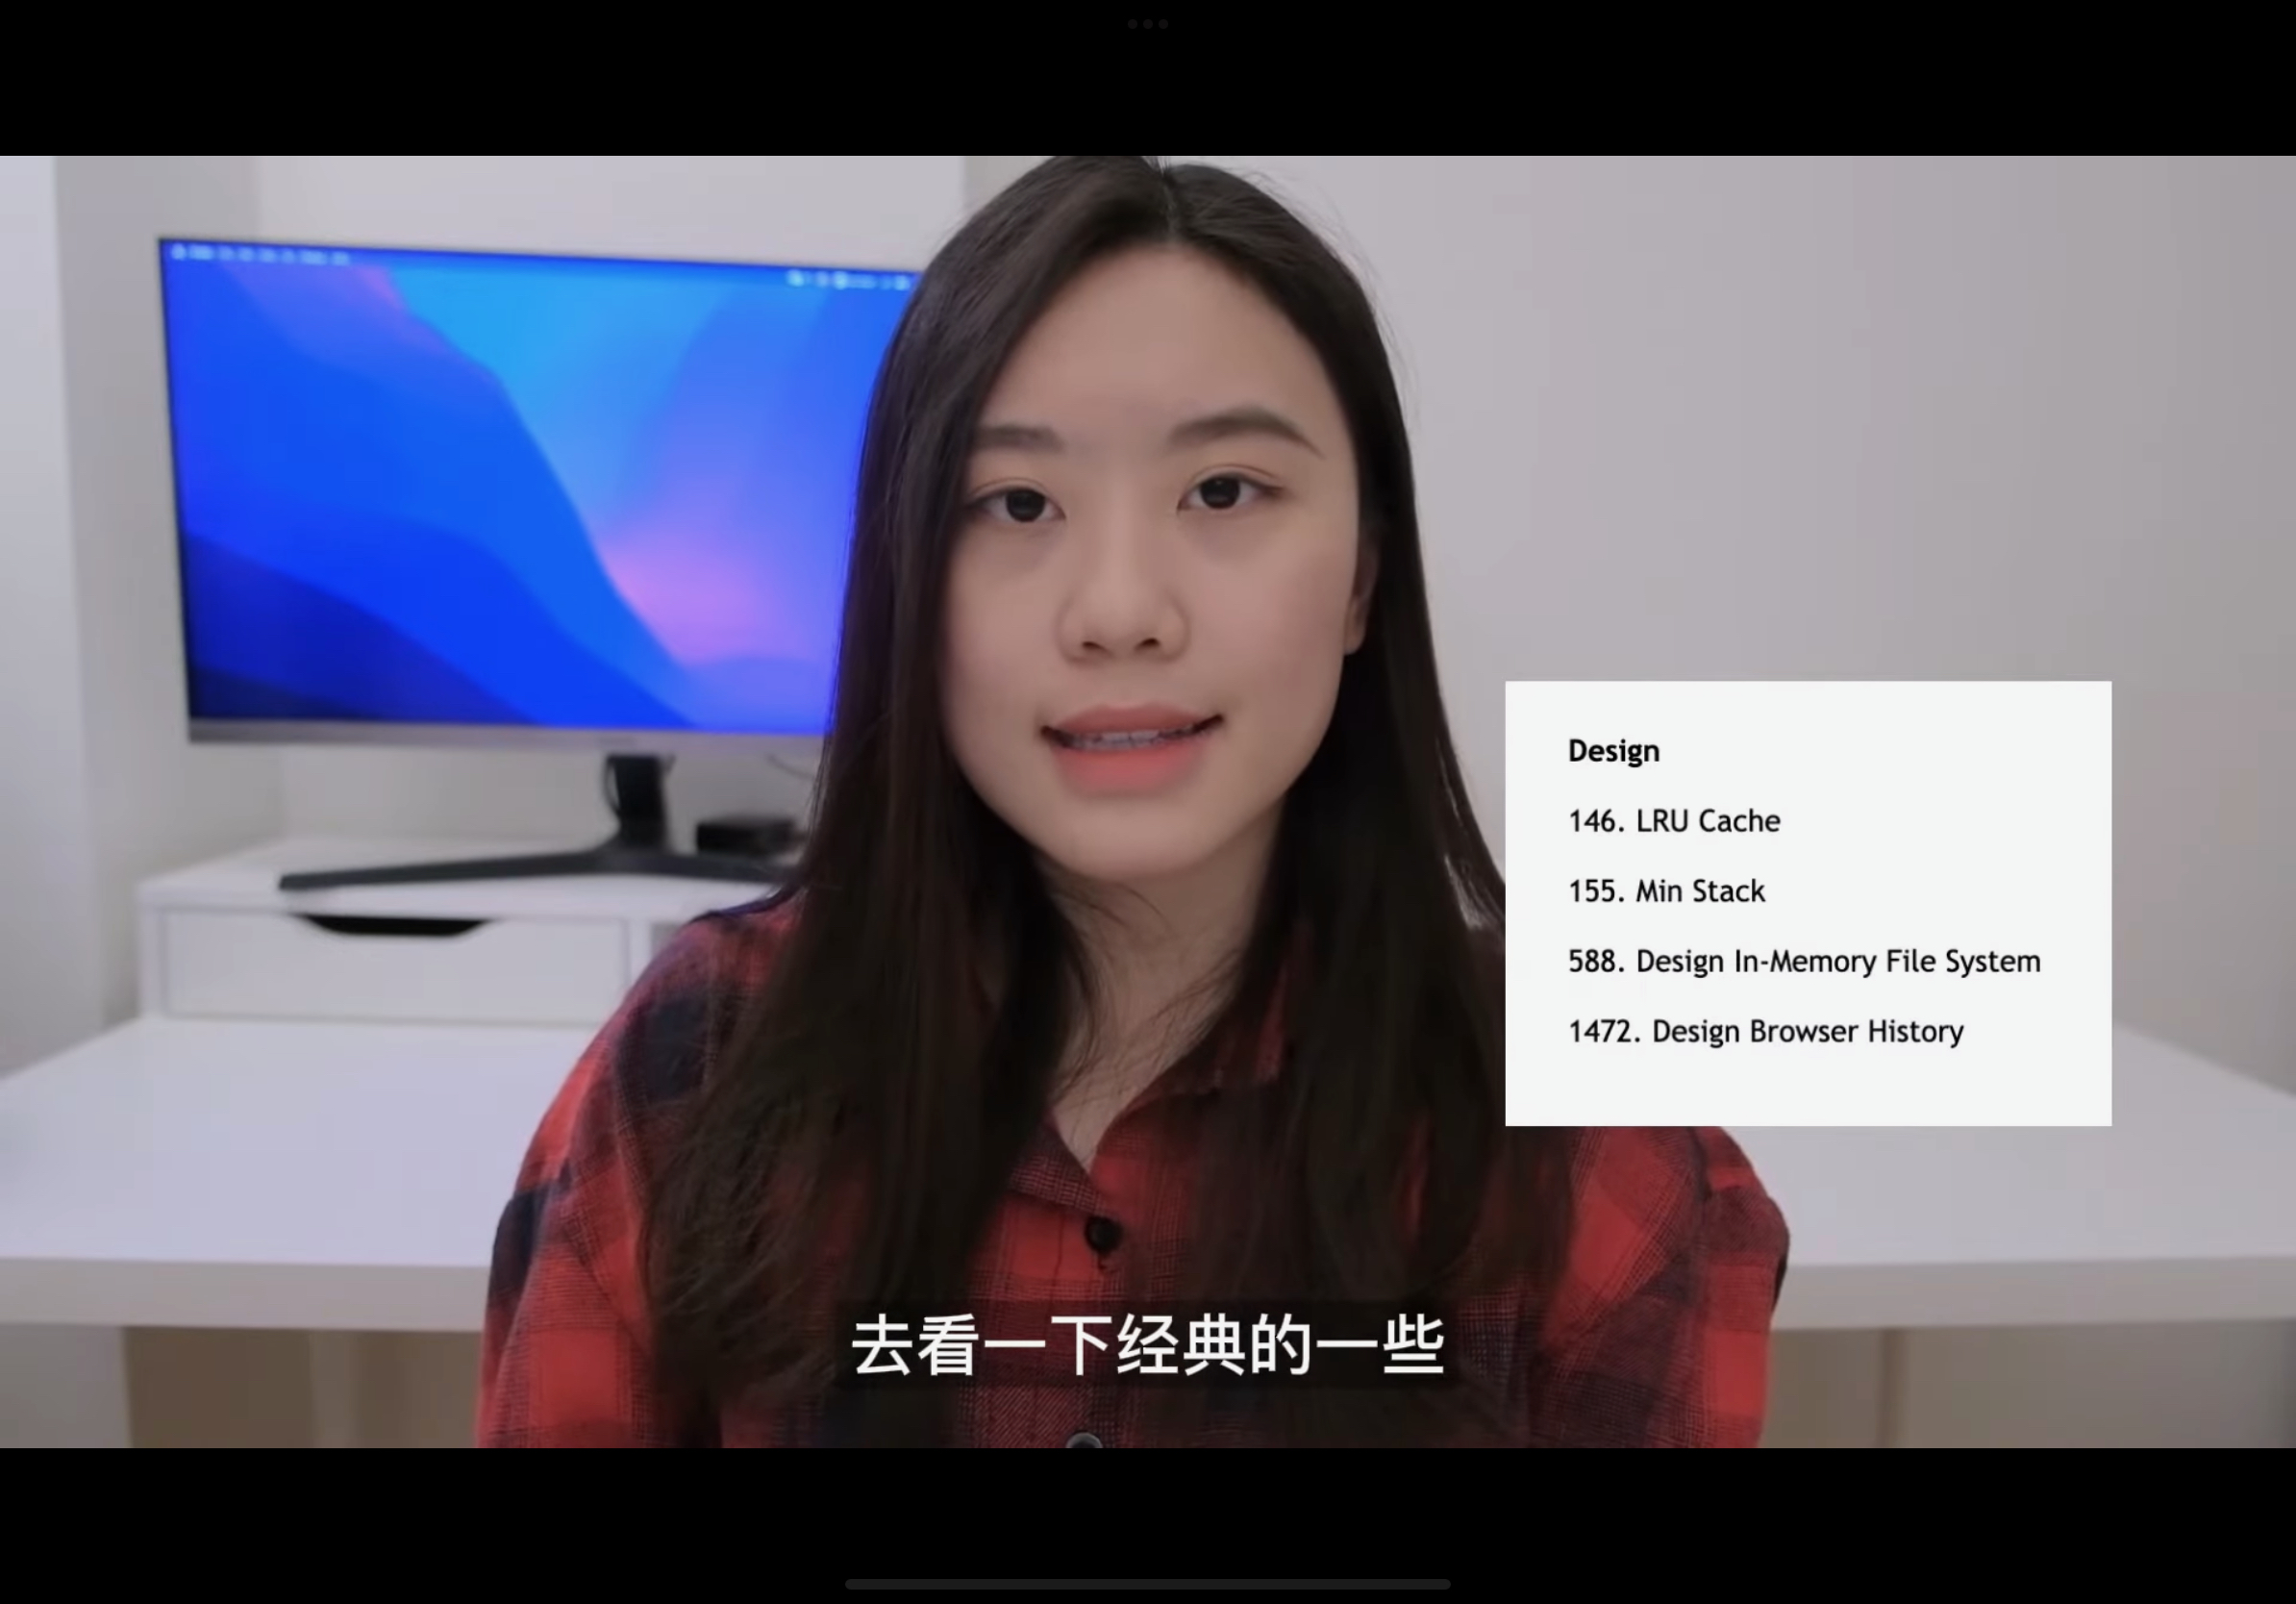 Design
146. LRU Cache
155. Min Stack
588. Design In-Memory File System
1472. Design Browser History
去看一下经典的一些